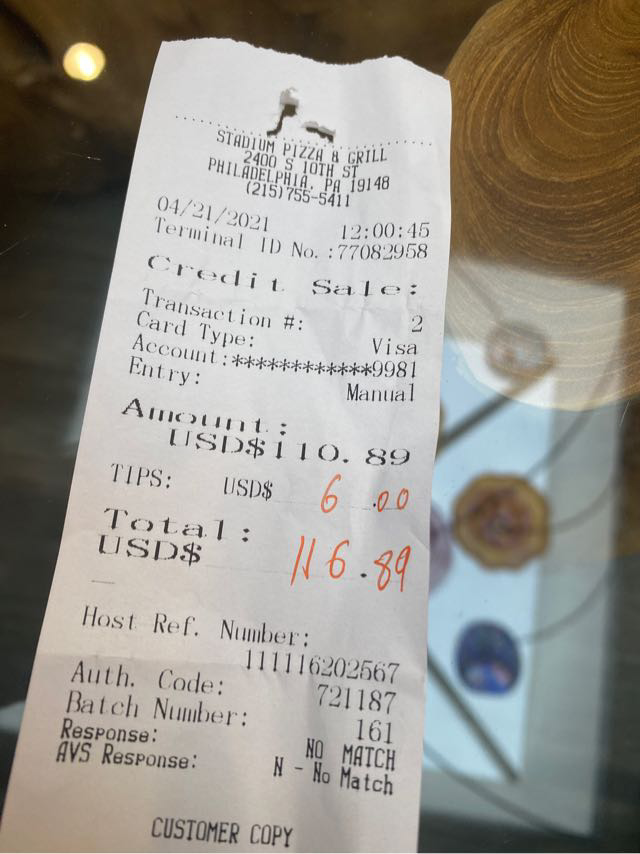 STADIUM PIZZA & GRILL
2400 S 10TH ST
PHILADELPHIA, PA 19148
(215)755-5411
04/21/2021 12:00:45
Terminal ID No.:77082958
Credit Sale:
Transaction #: 2
Card Type: Visa
Account:************9981
Entry: Manual
Amount:
USD$110.89
TIPS: USD$ 6.00
Total:
USD$ 116.89
Host Ref. Number:
111116202567
Auth. Code: 721187
Batch Number: 161
Response: NO MATCH
AVS Response: N - No Match
CUSTOMER COPY